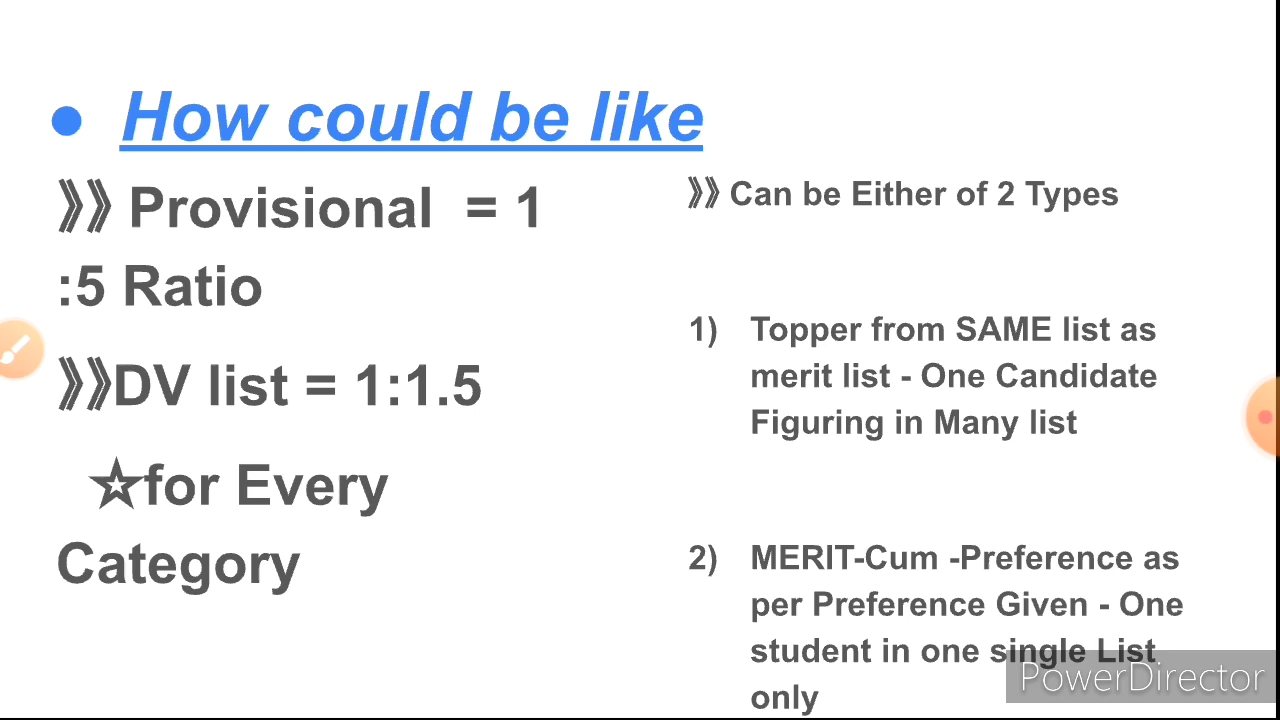 ● How could be like
》》 Provisional = 1
:5 Ratio
》》DV list = 1:1.5
☆for Every
Category
》》 Can be Either of 2 Types
1) Topper from SAME list as
merit list - One Candidate
Figuring in Many list
2) MERIT-Cum -Preference as
per Preference Given - One
student in one single List
only
PowerDirector